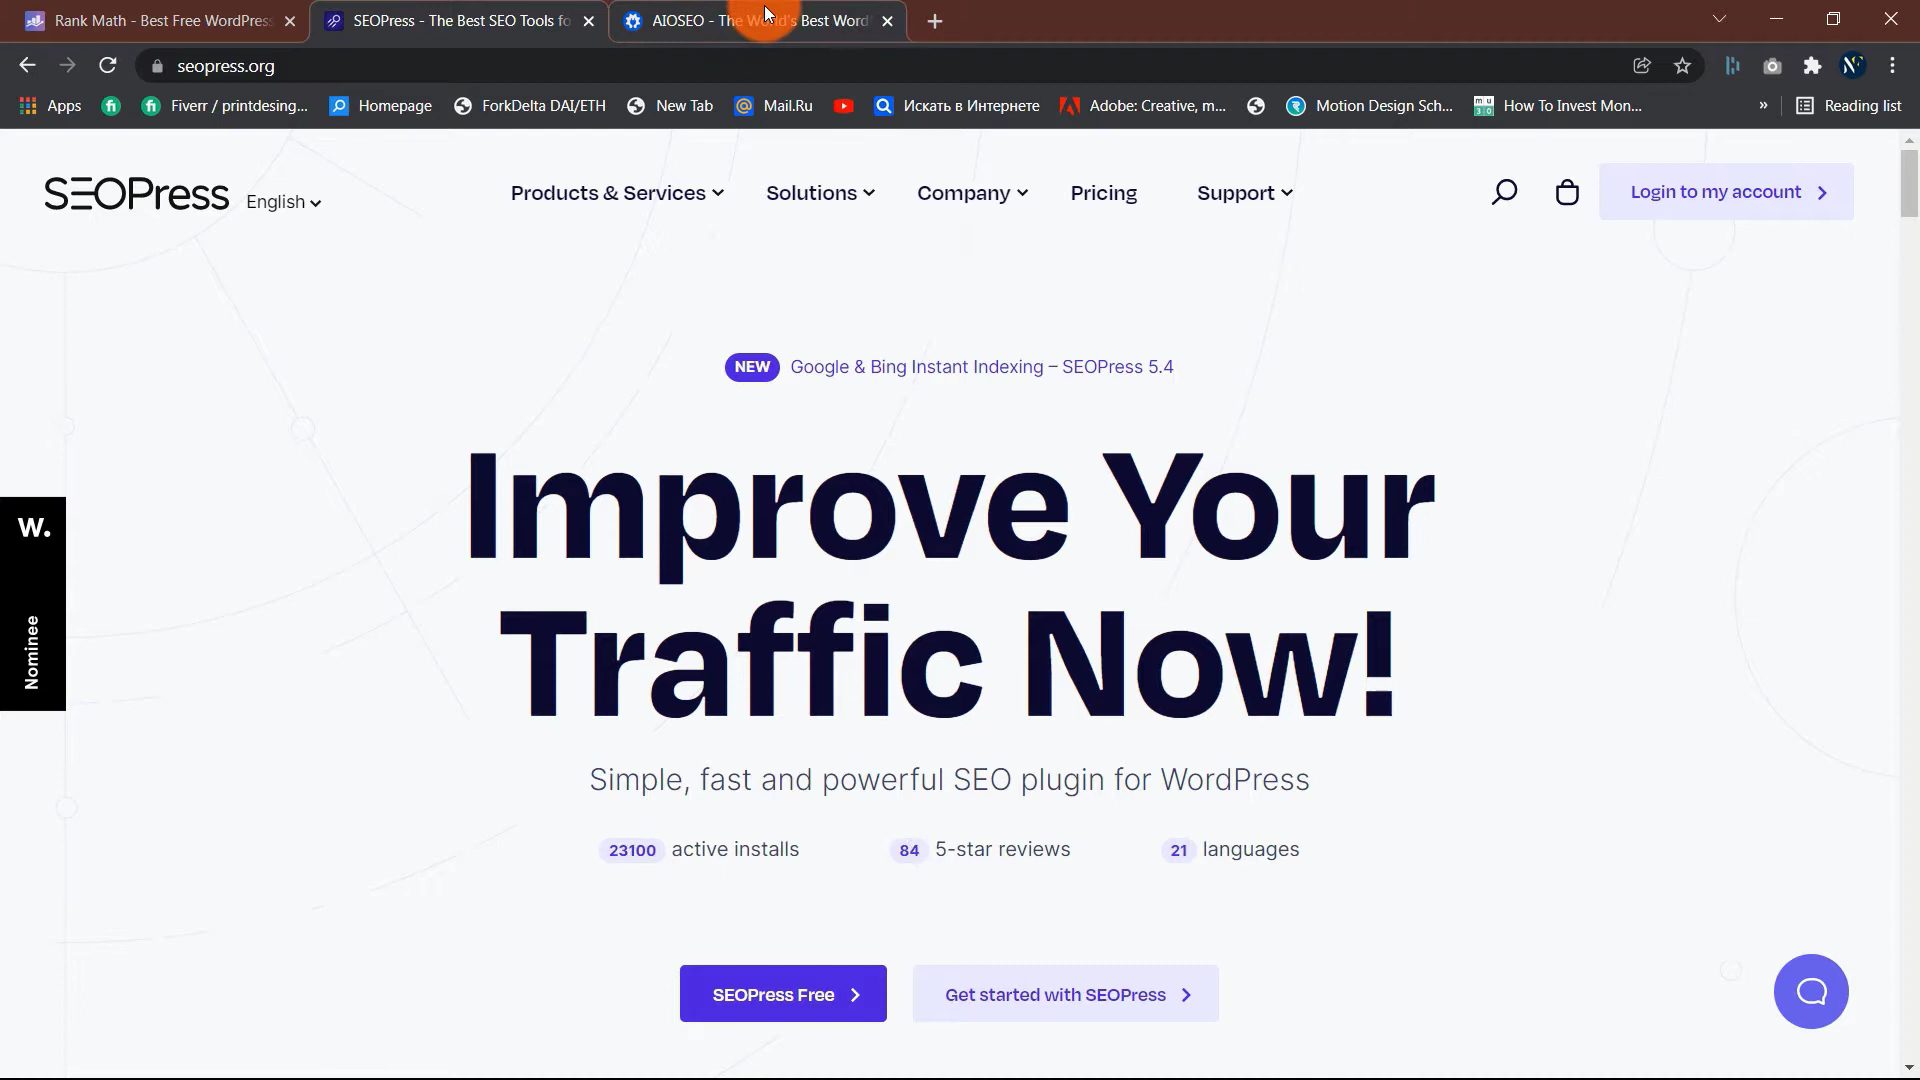 Rank Math - Best Free WordPress
SEOPress - The Best SEO Tools fo
AIOSEO - The World's Best Word
seopress.org
Apps
Fiverr / printdesing...
Homepage
ForkDelta DAI/ETH
New Tab
Mail.Ru
Искать в Интернете
Adobe: Creative, m...
Motion Design Sch...
How To Invest Mon...
»
Reading list
SEOPress
English
Products & Services
Solutions
Company
Pricing
Support
Login to my account
NEW Google & Bing Instant Indexing – SEOPress 5.4
Improve Your
Traffic Now!
W.
Nominee
Simple, fast and powerful SEO plugin for WordPress
23100 active installs
84 5-star reviews
21 languages
SEOPress Free
Get started with SEOPress